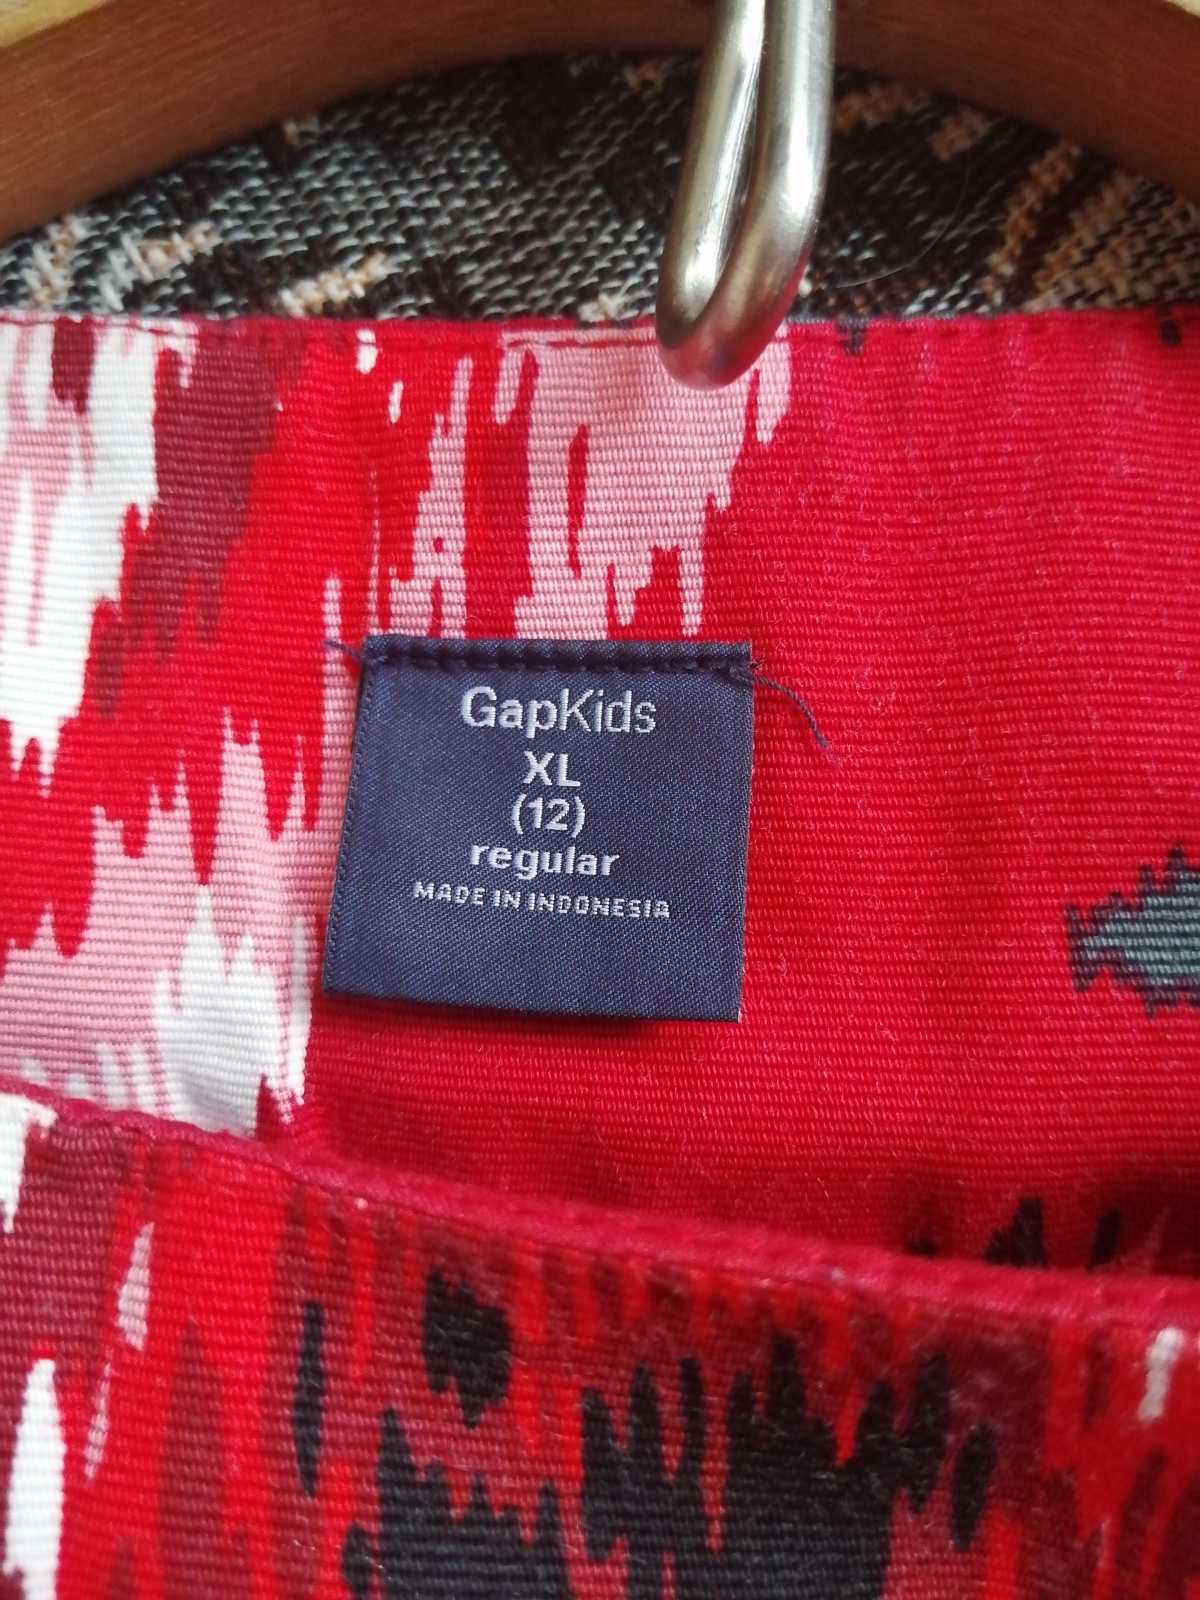 GapKids
XL
(12)
regular
MADE IN INDONESIA